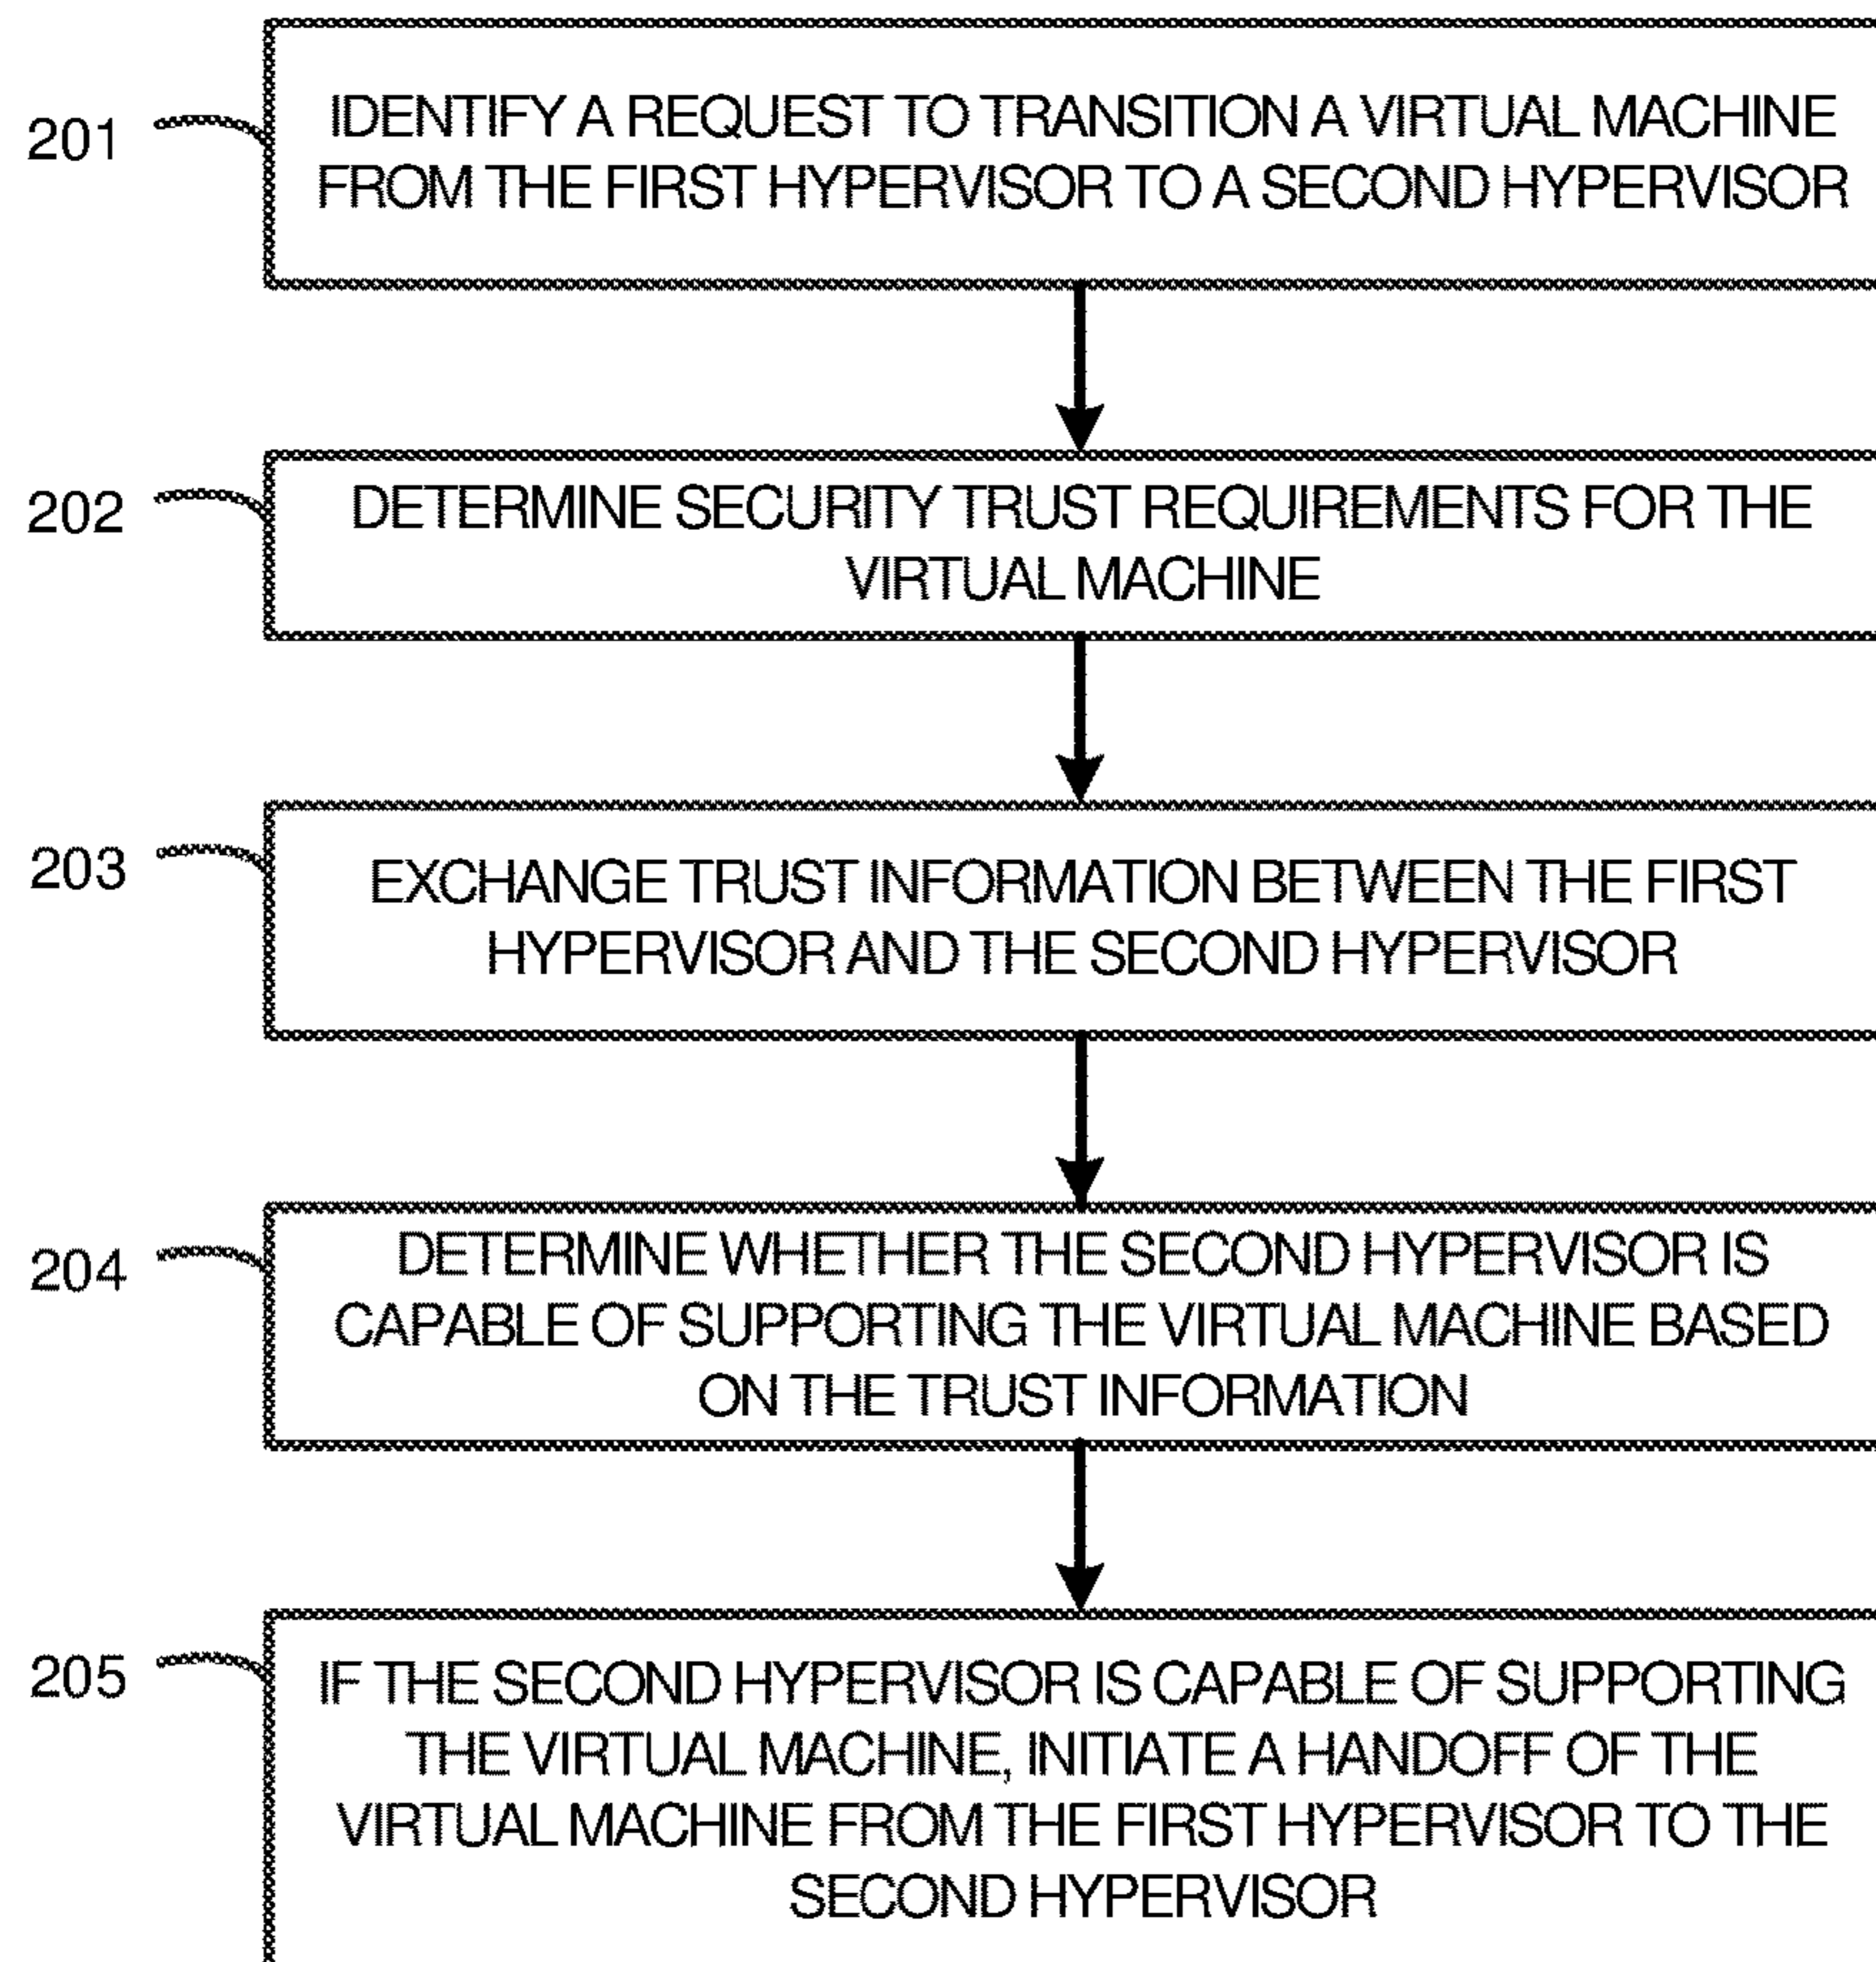 201
IDENTIFY A REQUEST TO TRANSITION A VIRTUAL MACHINE
FROM THE FIRST HYPERVISOR TO A SECOND HYPERVISOR
202
DETERMINE SECURITY TRUST REQUIREMENTS FOR THE
VIRTUAL MACHINE
203
EXCHANGE TRUST INFORMATION BETWEEN THE FIRST
HYPERVISOR AND THE SECOND HYPERVISOR
204
DETERMINE WHETHER THE SECOND HYPERVISOR IS
CAPABLE OF SUPPORTING THE VIRTUAL MACHINE BASED
ON THE TRUST INFORMATION
205
IF THE SECOND HYPERVISOR IS CAPABLE OF SUPPORTING
THE VIRTUAL MACHINE, INITIATE A HANDOFF OF THE
VIRTUAL MACHINE FROM THE FIRST HYPERVISOR TO THE
SECOND HYPERVISOR